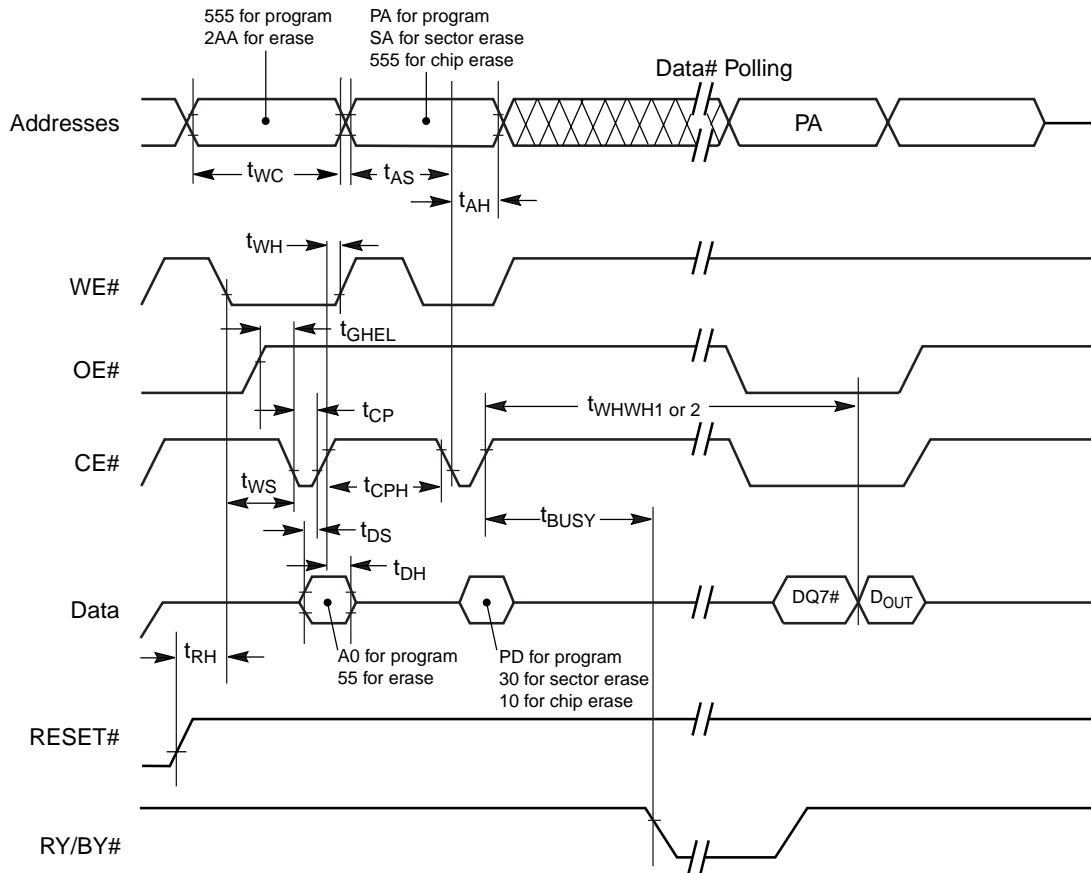 555 for program
2AA for erase
PA for program
SA for sector erase
555 for chip erase
Data# Polling
Addresses
PA
tWC
tAS
tAH
tWH
WE#
tGHEL
OE#
tCP
tWHWH1 or 2
CE#
tWS
tCPH
tBUSY
tDS
tDH
Data
DQ7#
DOUT
tRH
A0 for program
55 for erase
PD for program
30 for sector erase
10 for chip erase
RESET#
RY/BY#